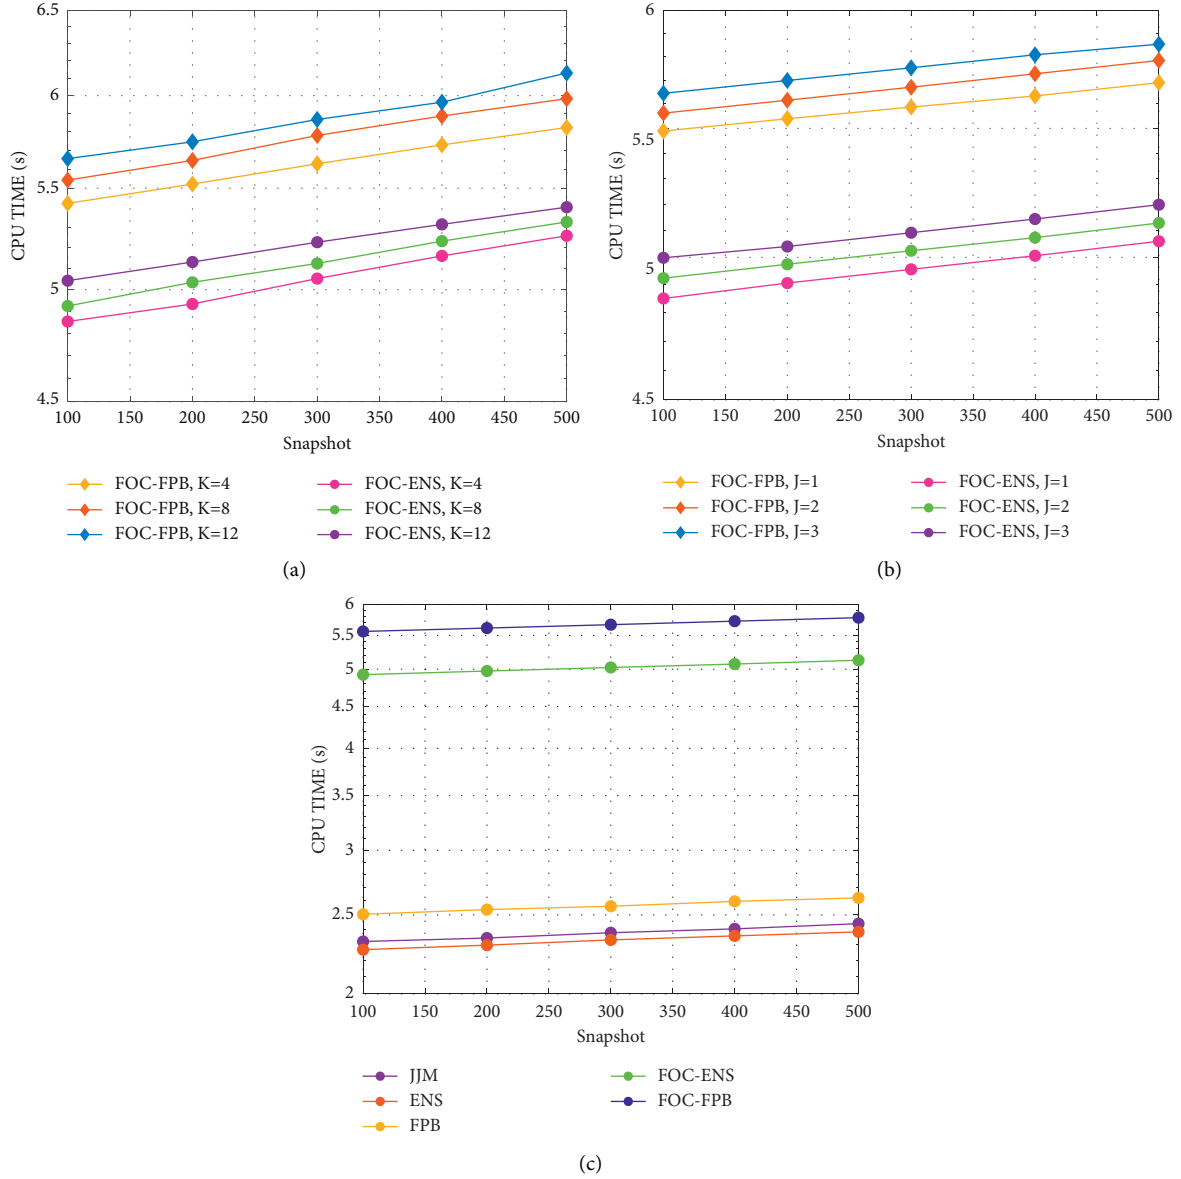 6.5
6
5.5
5
4.5
CPU TIME (s)
100 150 200 250 300 350 400 450 500
Snapshot
FOC-FPB, K=4
FOC-FPB, K=8
FOC-FPB, K=12
FOC-ENS, K=4
FOC-ENS, K=8
FOC-ENS, K=12
(a)
6
5.5
5
4.5
CPU TIME (s)
100 150 200 250 300 350 400 450 500
Snapshot
FOC-FPB, J=1
FOC-FPB, J=2
FOC-FPB, J=3
FOC-ENS, J=1
FOC-ENS, J=2
FOC-ENS, J=3
(b)
6
5.5
5
4.5
4
3.5
3
2.5
2
CPU TIME (s)
100 150 200 250 300 350 400 450 500
Snapshot
JJM
ENS
FPB
FOC-ENS
FOC-FPB
(c)